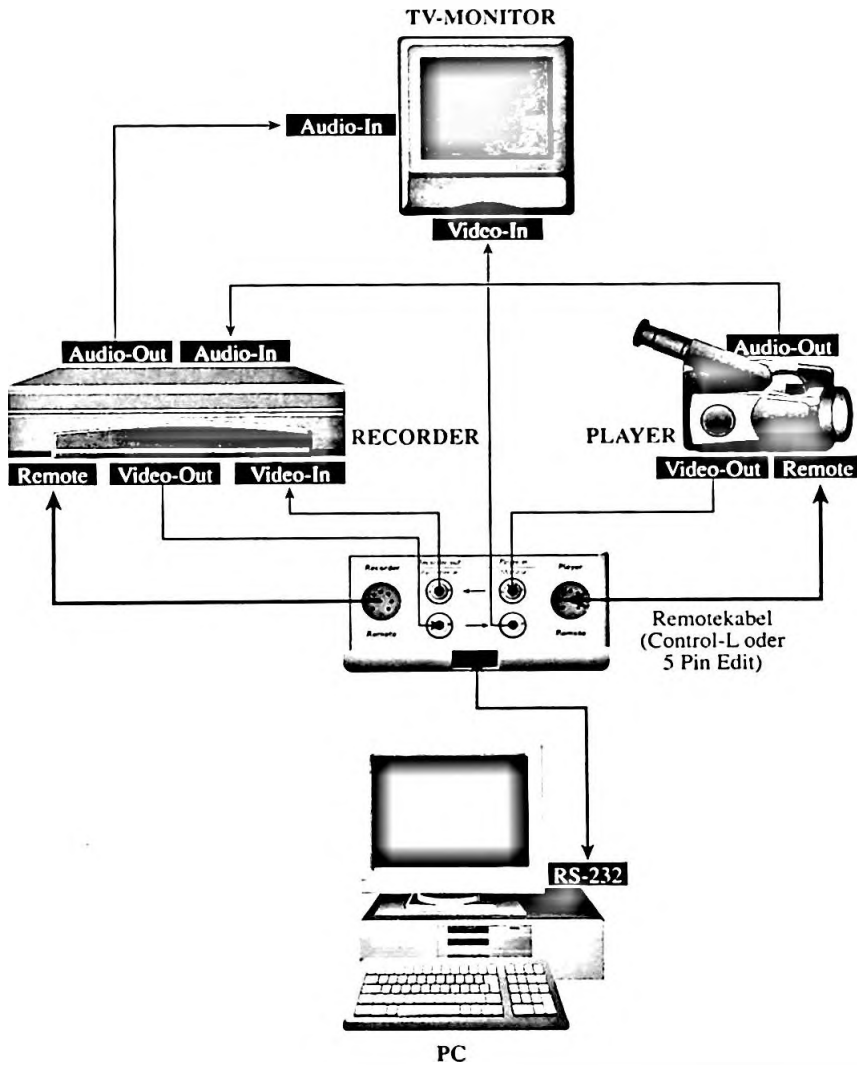 TV-MONITOR
Audio-In
Video-In
Audio-Out
Audio-In
Audio-Out
RECORDER
PLAYER
Remote
Video-Out
Video-In
Video-Out
Remote
Recorder
Player
Remote
Remote
Remotekabel
(Control-L oder
5 Pin Edit)
RS-232
PC